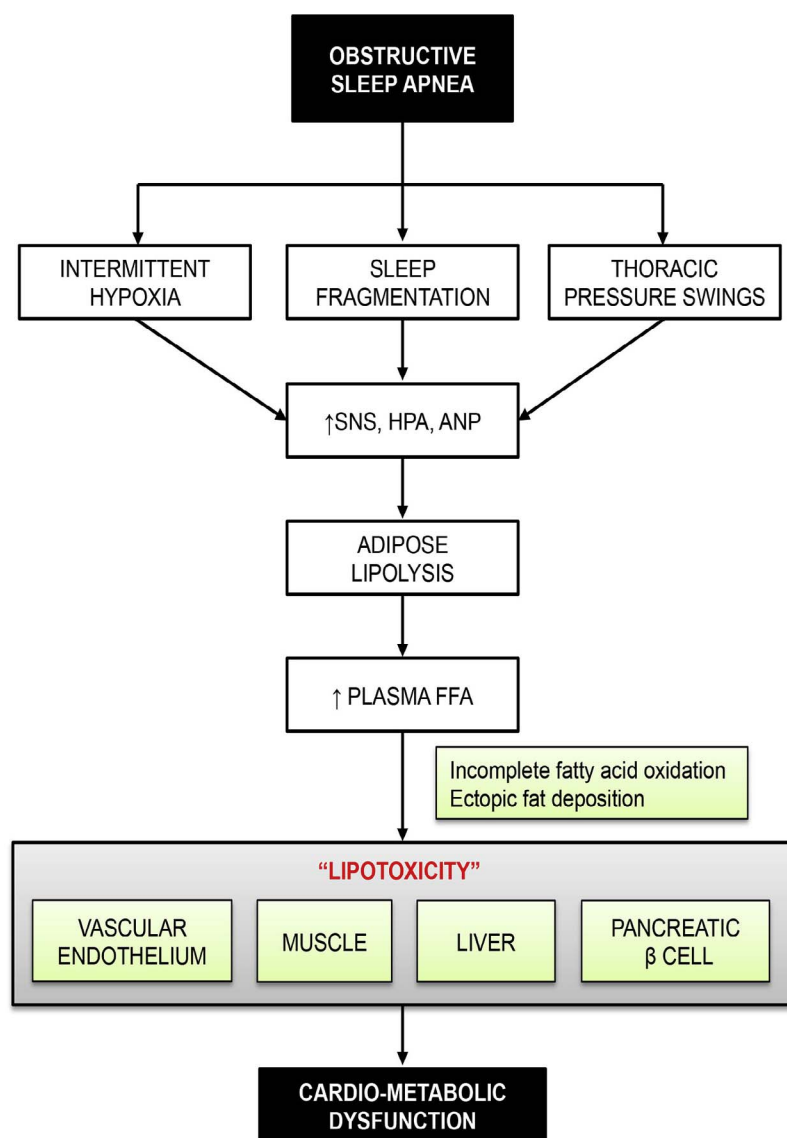 OBSTRUCTIVE
SLEEP APNEA
INTERMITTENT
HYPOXIA
SLEEP
FRAGMENTATION
THORACIC
PRESSURE SWINGS
↑SNS, HPA, ANP
ADIPOSE
LIPOLYSIS
↑ PLASMA FFA
Incomplete fatty acid oxidation
Ectopic fat deposition
“LIPOTOXICITY”
VASCULAR
ENDOTHELIUM
MUSCLE
LIVER
PANCREATIC
β CELL
CARDIO-METABOLIC
DYSFUNCTION